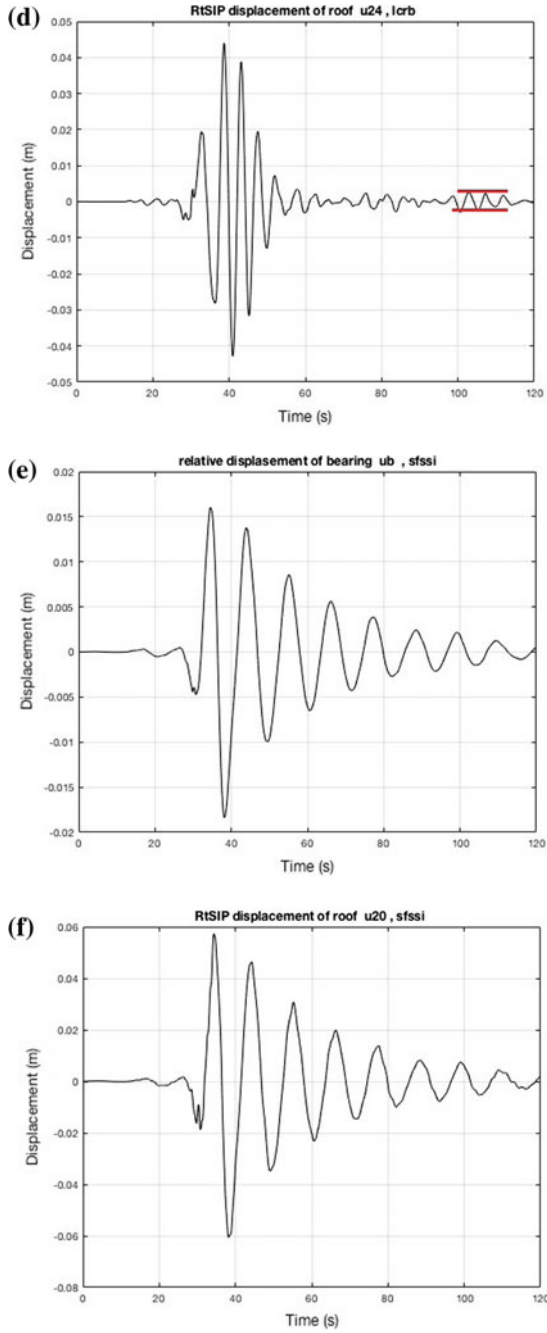 (d)
RtSIP displacement of roof u24 , lcrb
0.05
0.04
0.03
0.02
0.01
0
-0.01
-0.02
-0.03
-0.04
-0.05
Displacement (m)
0 20 40 60 80 100 120
Time (s)
(e)
relative displasement of bearing ub , sfssi
0.02
0.015
0.01
0.005
0
-0.005
-0.01
-0.015
-0.02
Displacement (m)
0 20 40 60 80 100 120
Time (s)
(f)
RtSIP displacement of roof u20 , sfssi
0.06
0.04
0.02
0
-0.02
-0.04
-0.06
-0.08
Displacement (m)
0 20 40 60 80 100 120
Time (s)